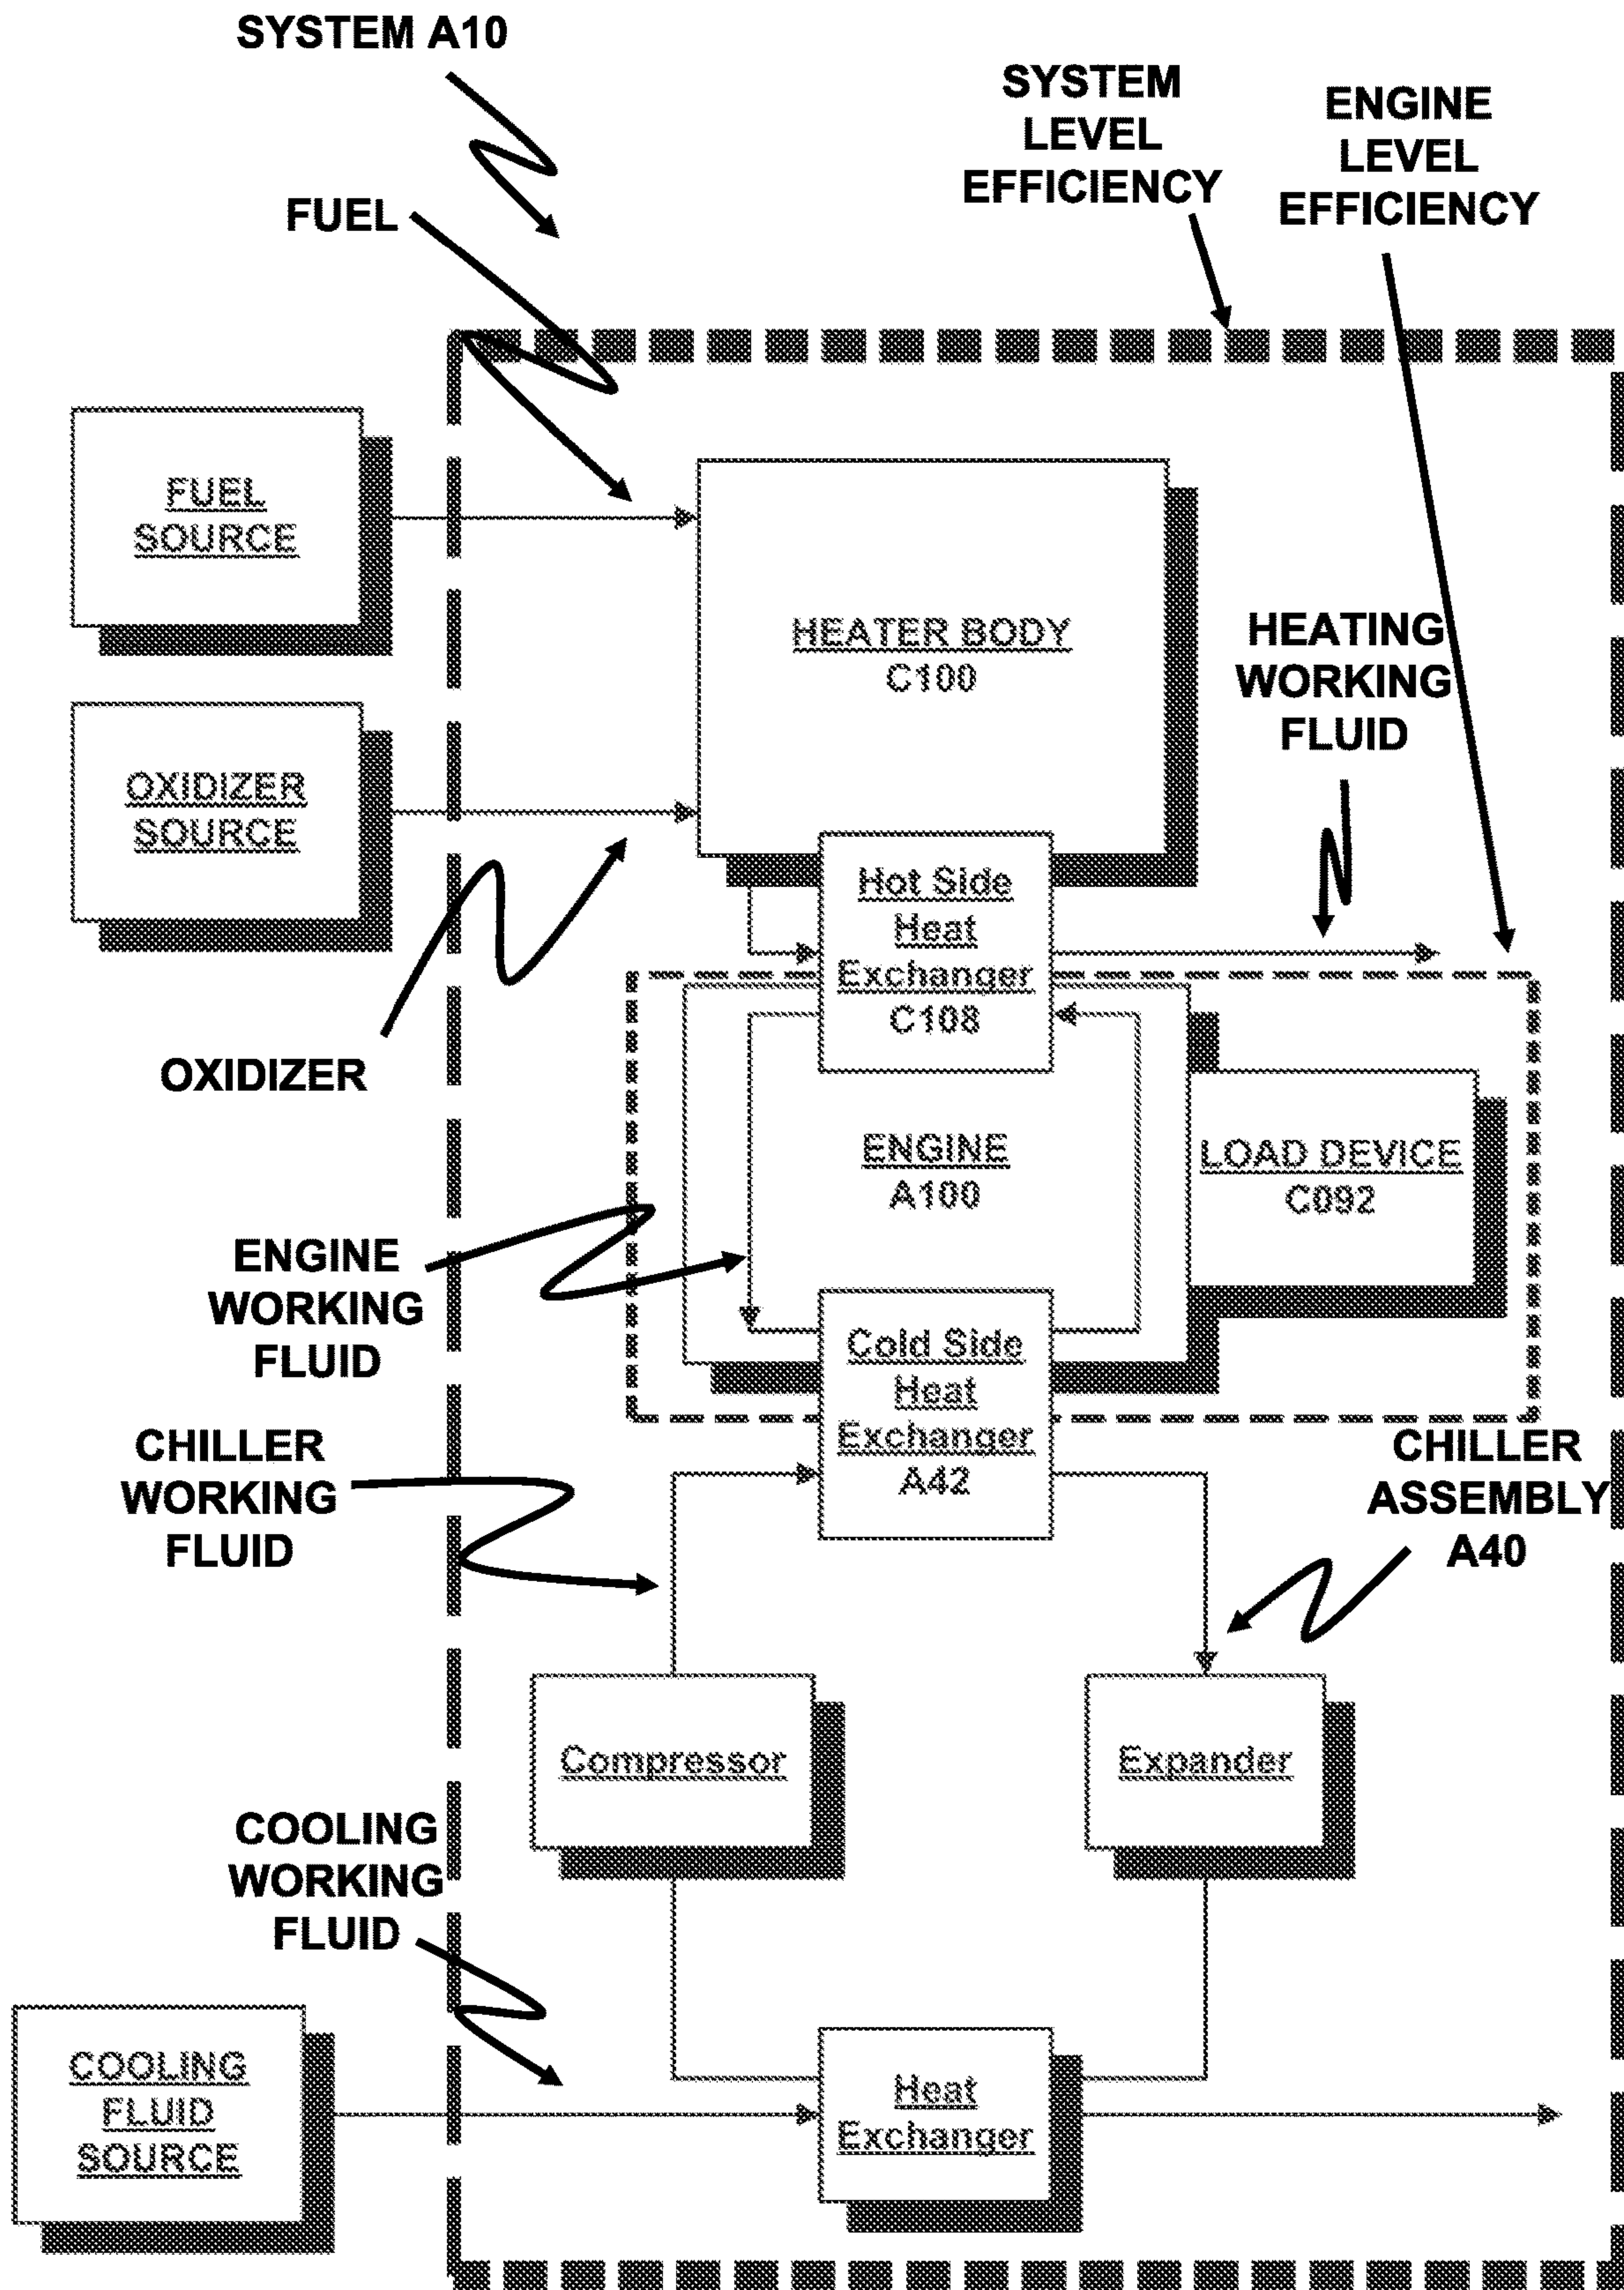 SYSTEM A10
SYSTEM
LEVEL
EFFICIENCY
ENGINE
LEVEL
EFFICIENCY
FUEL
FUEL
SOURCE
HEATER BODY
C100
HEATING
WORKING
FLUID
OXIDIZER
SOURCE
Hot Side
Heat
Exchanger
C108
OXIDIZER
ENGINE
A100
LOAD DEVICE
C092
ENGINE
WORKING
FLUID
Cold Side
Heat
Exchanger
A42
CHILLER
WORKING
FLUID
CHILLER
ASSEMBLY
A40
Compressor
Expander
COOLING
WORKING
FLUID
COOLING
FLUID
SOURCE
Heat
Exchanger